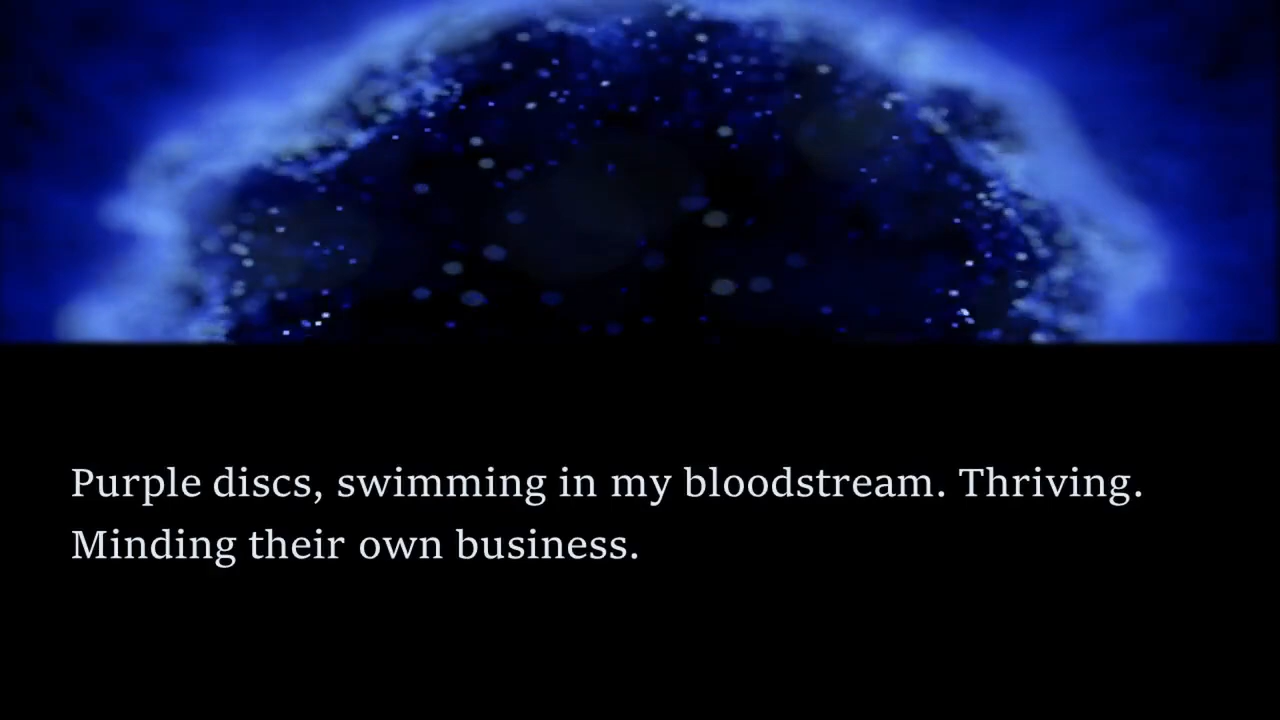 Purple discs, swimming in my bloodstream. Thriving.
Minding their own business.